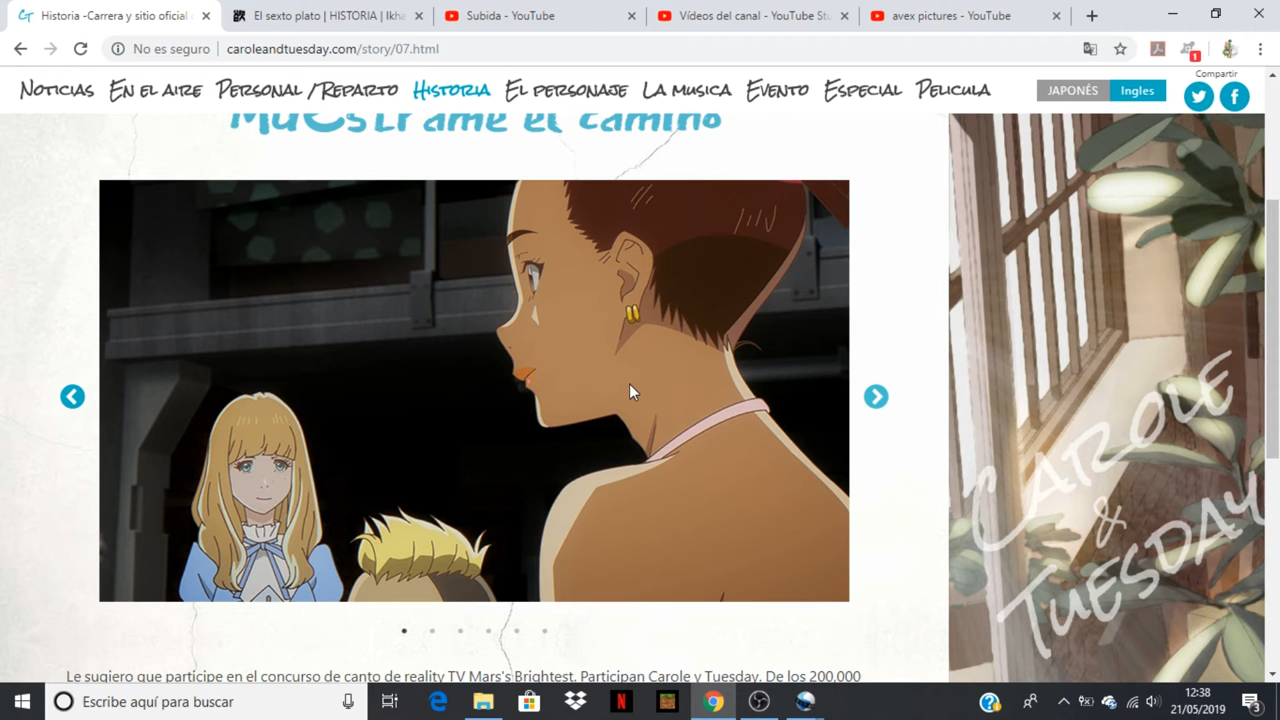 Historia -Carrera y sitio oficial
El sexto plato | HISTORIA | Ikha
Subida - YouTube
Vídeos del canal - YouTube Stu
avex pictures - YouTube
No es seguro
caroleandtuesday.com/story/07.html
Noticias
En el aire
Personal /Reparto
Historia
El personaje
La musica
Evento
Especial
Pelicula
JAPONÉS
Ingles
Compartir
Muéstrame el camino
CAROLE
&
TUESDAY
Le sugiero que participe en el concurso de canto de reality TV Mars's Brightest. Participan Carole y Tuesday. De los 200,000
Escribe aquí para buscar
12:38
21/05/2019